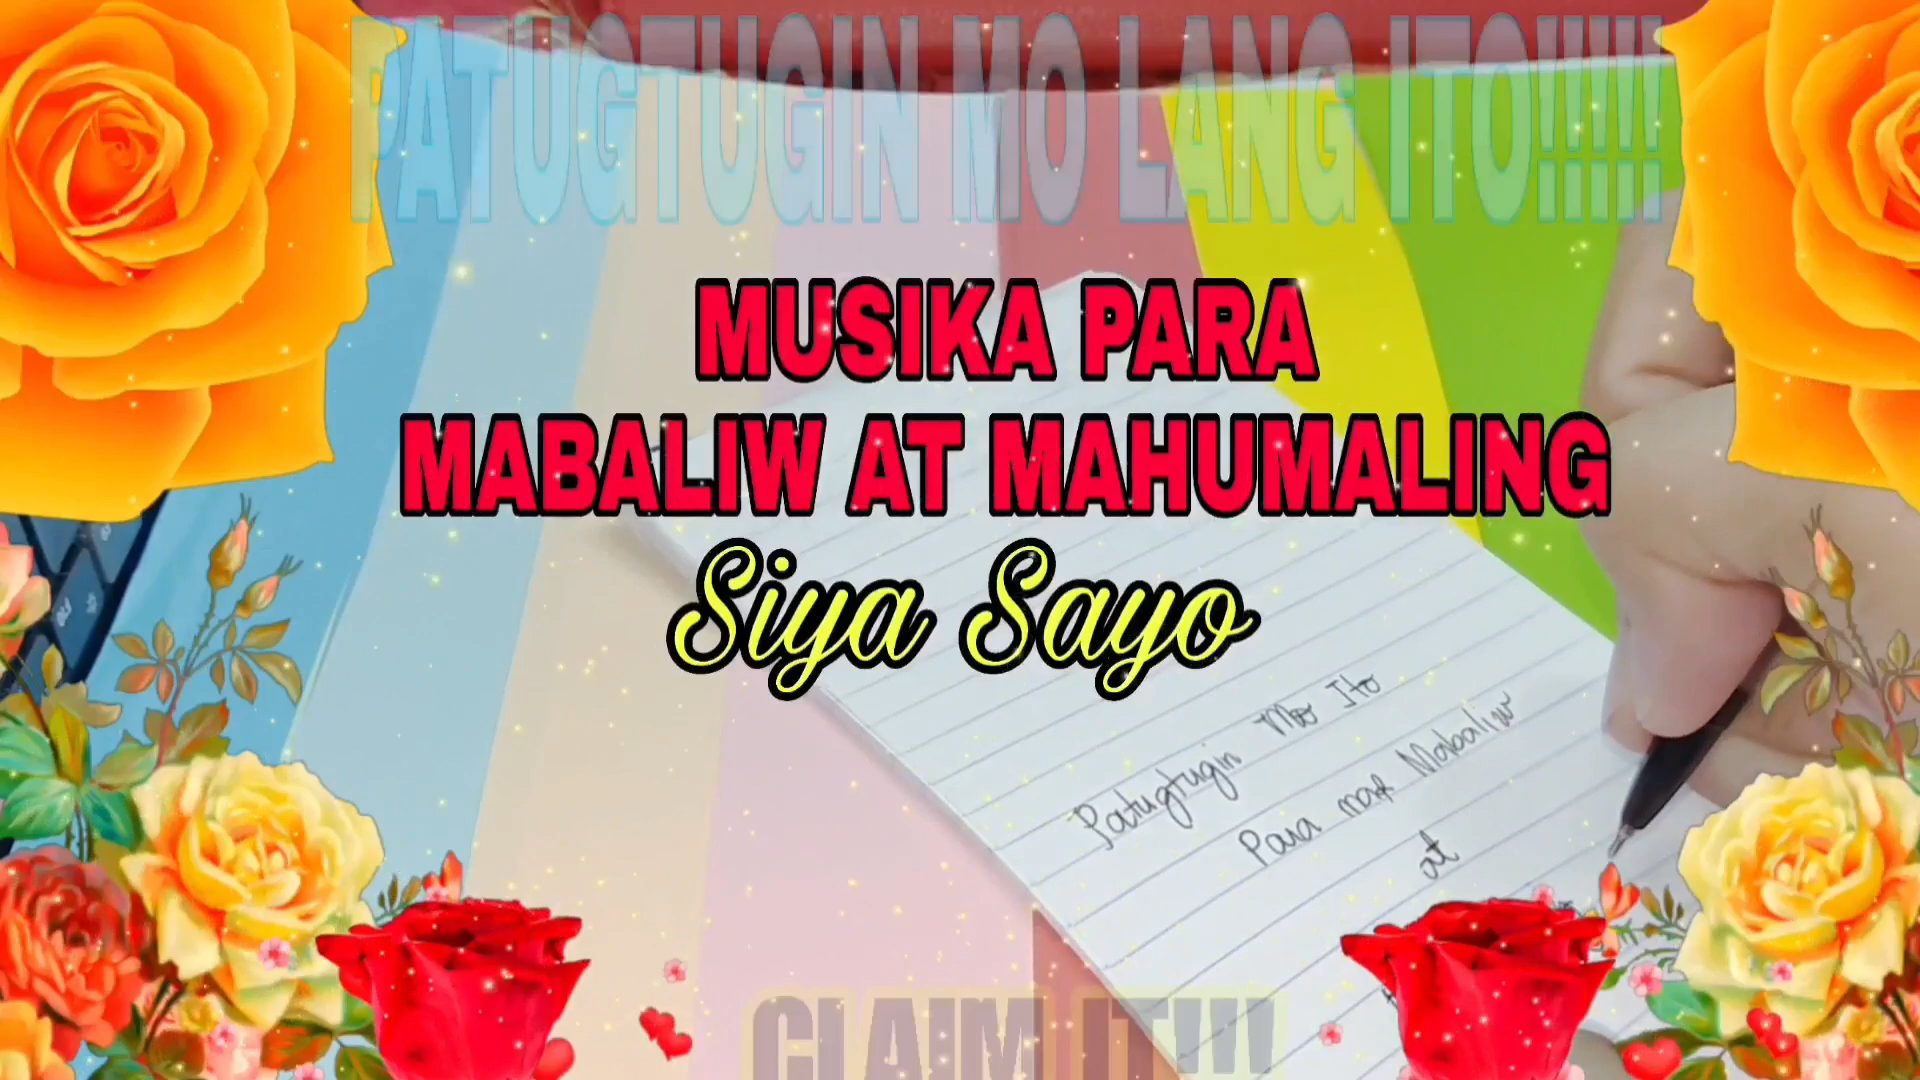 PATUGTUGIN MO LANG ITO!!!!!
MUSIKA PARA
MABALIW AT MAHUMALING
Siya Sayo
Patugtugin Mo Ito
Para mas Mabaliw
at
CLAIM IT!!!